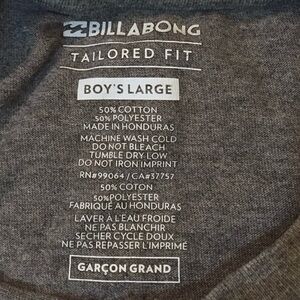 BILLABONG
TAILORED FIT
BOY'S LARGE
50% COTTON
50% POLYESTER
MADE IN HONDURAS
MACHINE WASH COLD
DO NOT BLEACH
TUMBLE DRY LOW
DO NOT IRON IMPRINT
RN#99064 / CA#37757
50% COTON
50%POLYESTER
FABRIQUE AU HONDURAS
LAVER À L'EAU FROIDE
NE PAS BLANCHIR
SECHER CYCLE DOUX
NE PAS REPASSER L'IMPRIMÉ
GARÇON GRAND